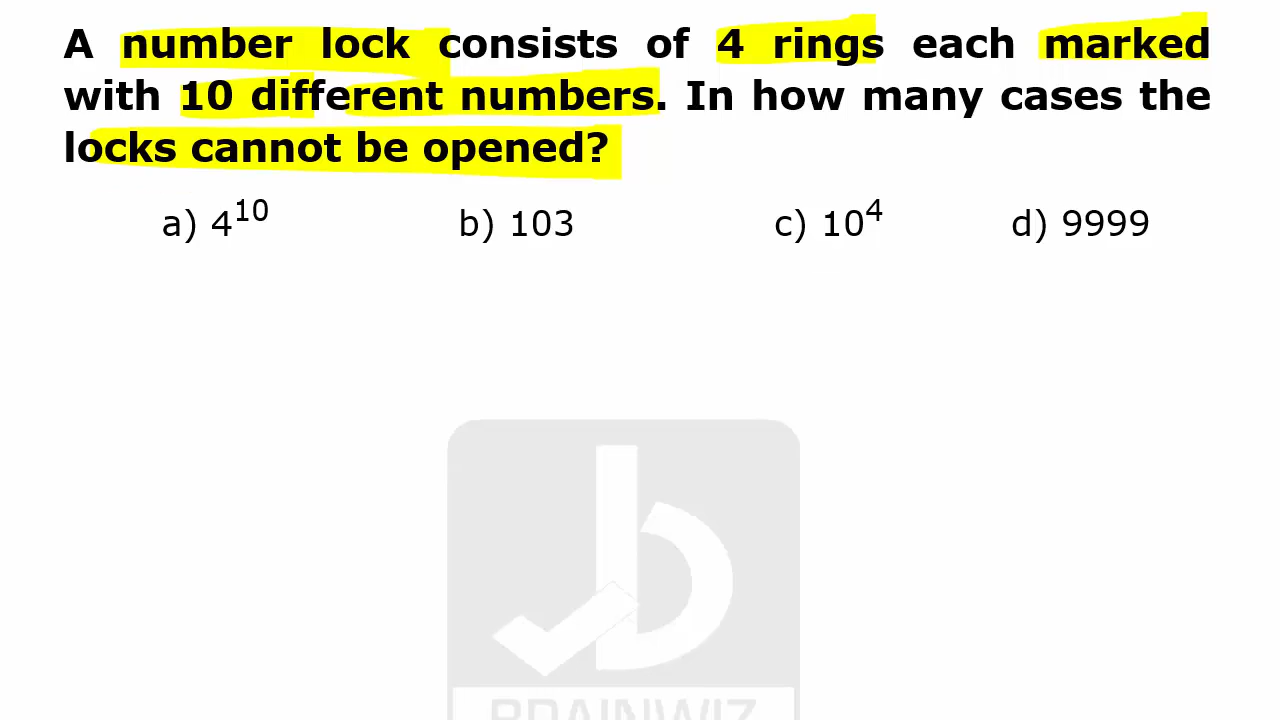 A number lock consists of 4 rings each marked
with 10 different numbers. In how many cases the
locks cannot be opened?
a) 4^10 b) 103 c) 10^4 d) 9999
BRAINWIZ